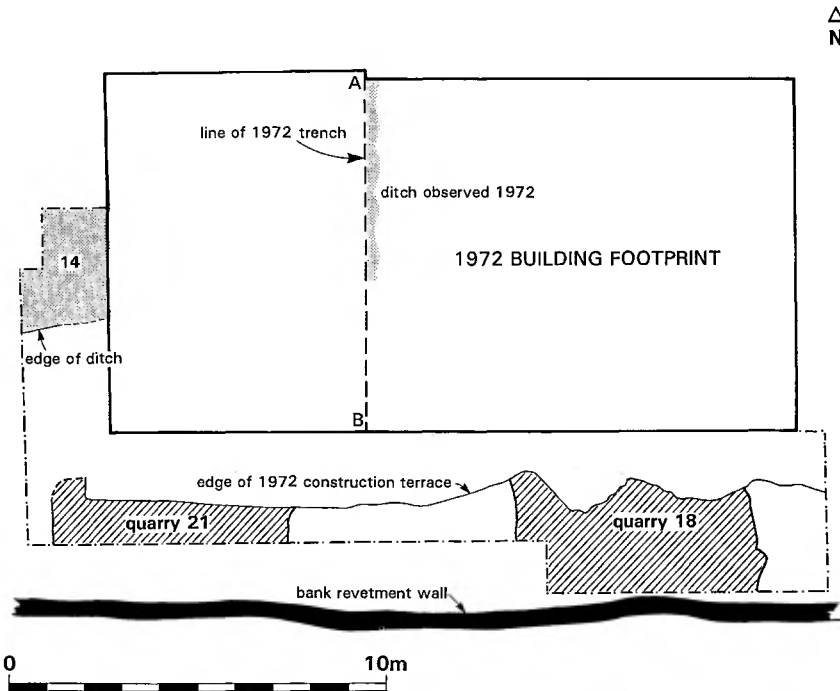 △
N
A
line of 1972 trench
ditch observed 1972
14
1972 BUILDING FOOTPRINT
edge of ditch
B
edge of 1972 construction terrace
quarry 21
quarry 18
bank revetment wall
0 10m